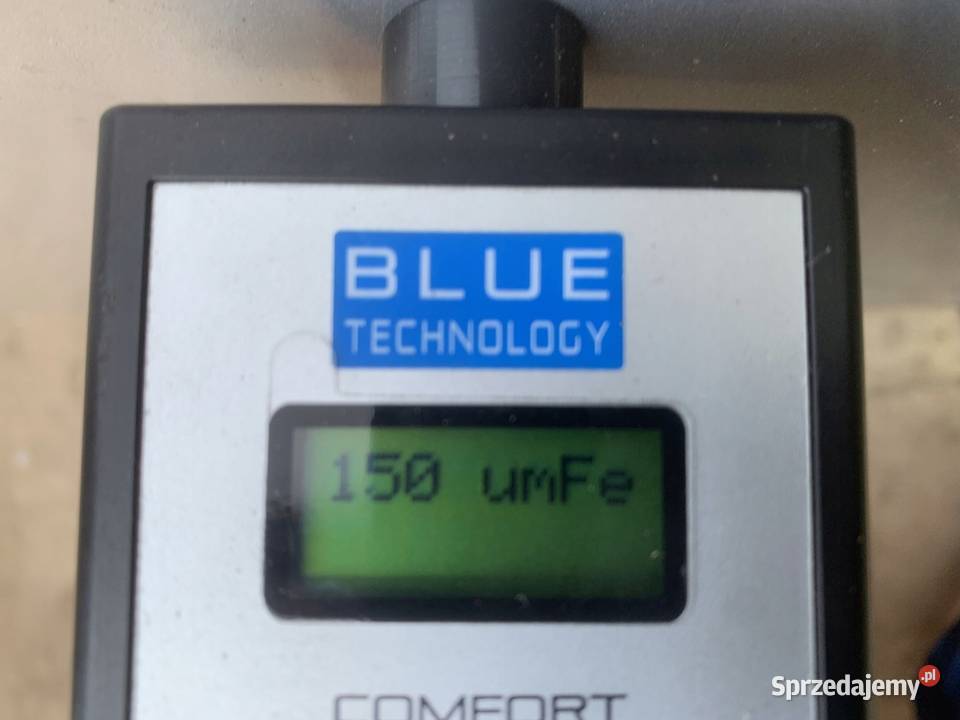 BLUE
TECHNOLOGY
150 umFe
COMFORT
Sprzedajemy.pl